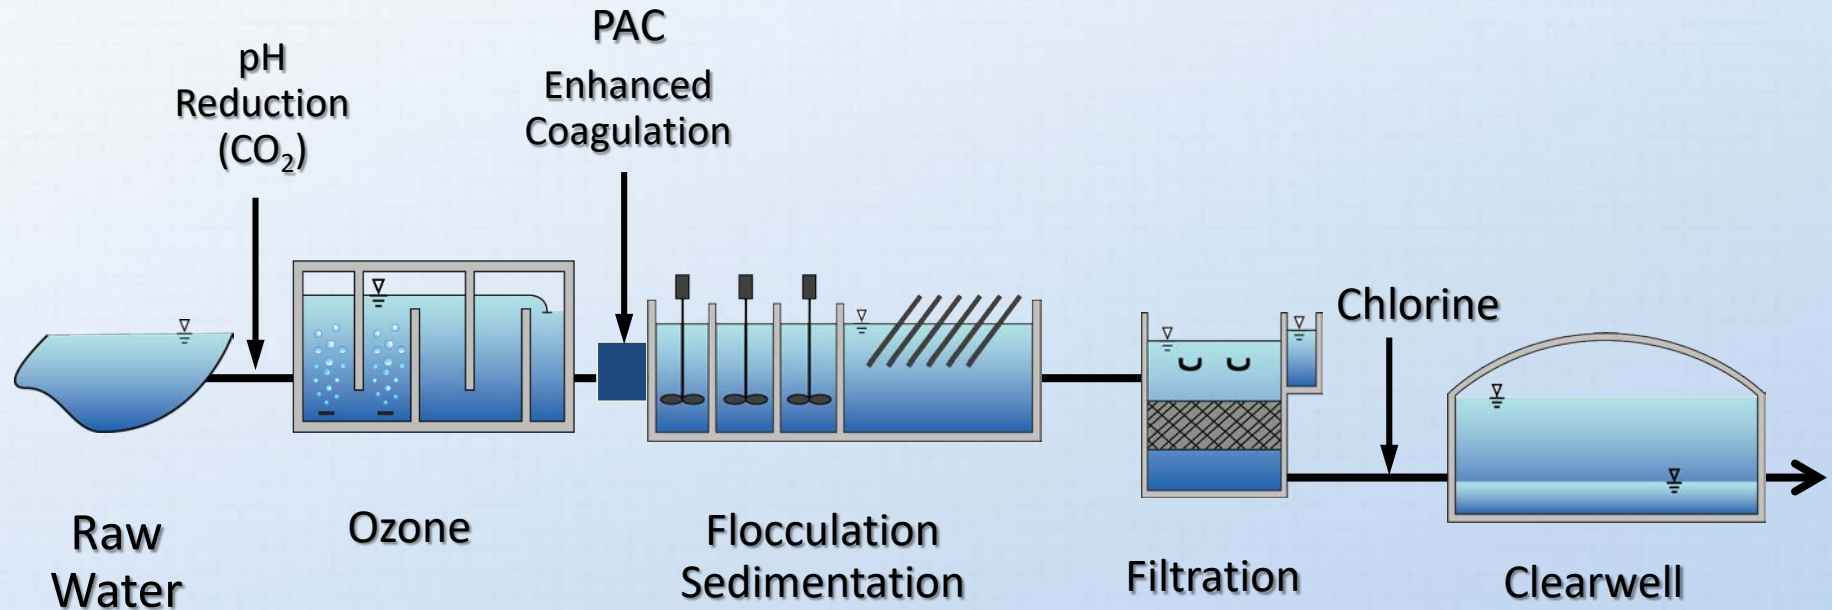 PAC
pH
Reduction
(CO₂)
Enhanced
Coagulation
Chlorine
Raw
Water
Ozone
Flocculation
Sedimentation
Filtration
Clearwell